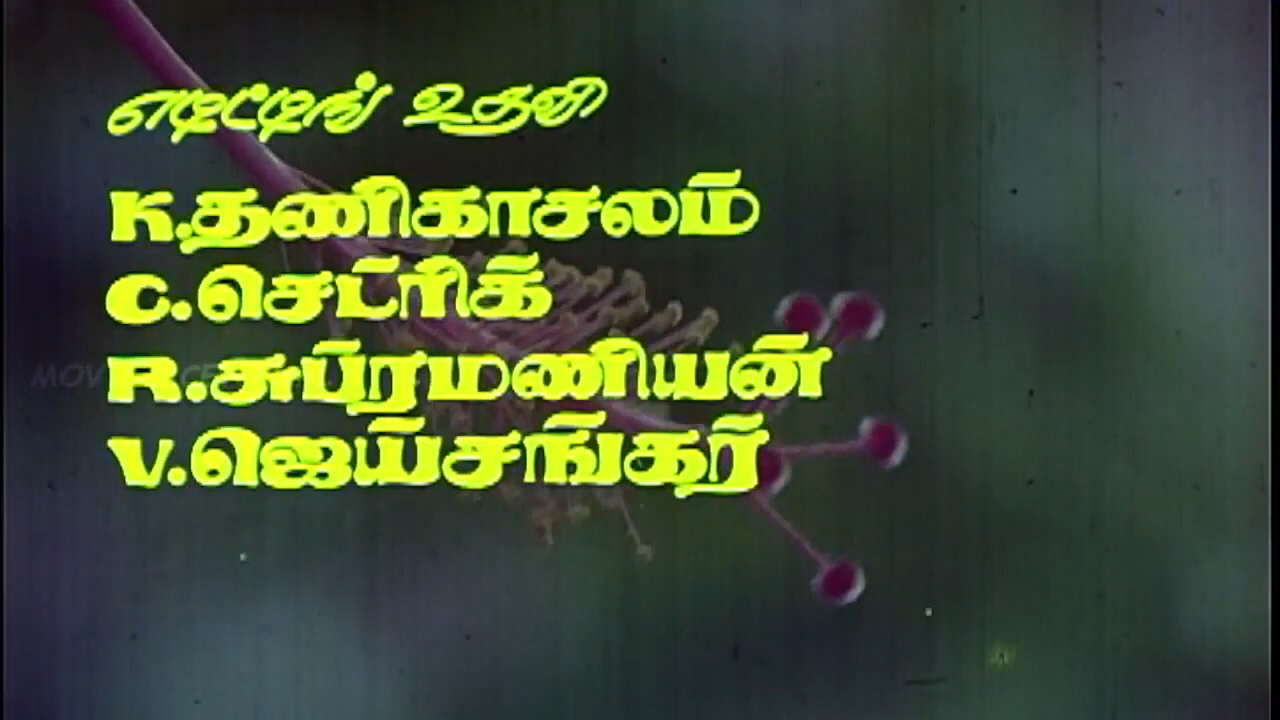 எடிட்டிங் உதவி
K.தணிகாசலம்
C.செட்ரிக்
R.சுப்ரமணியன்
V.ஜெய்சங்கர்